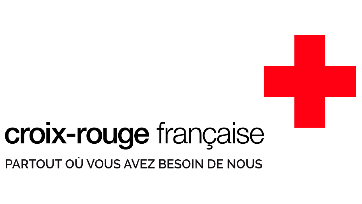 croix-rouge française
PARTOUT OÙ VOUS AVEZ BESOIN DE NOUS